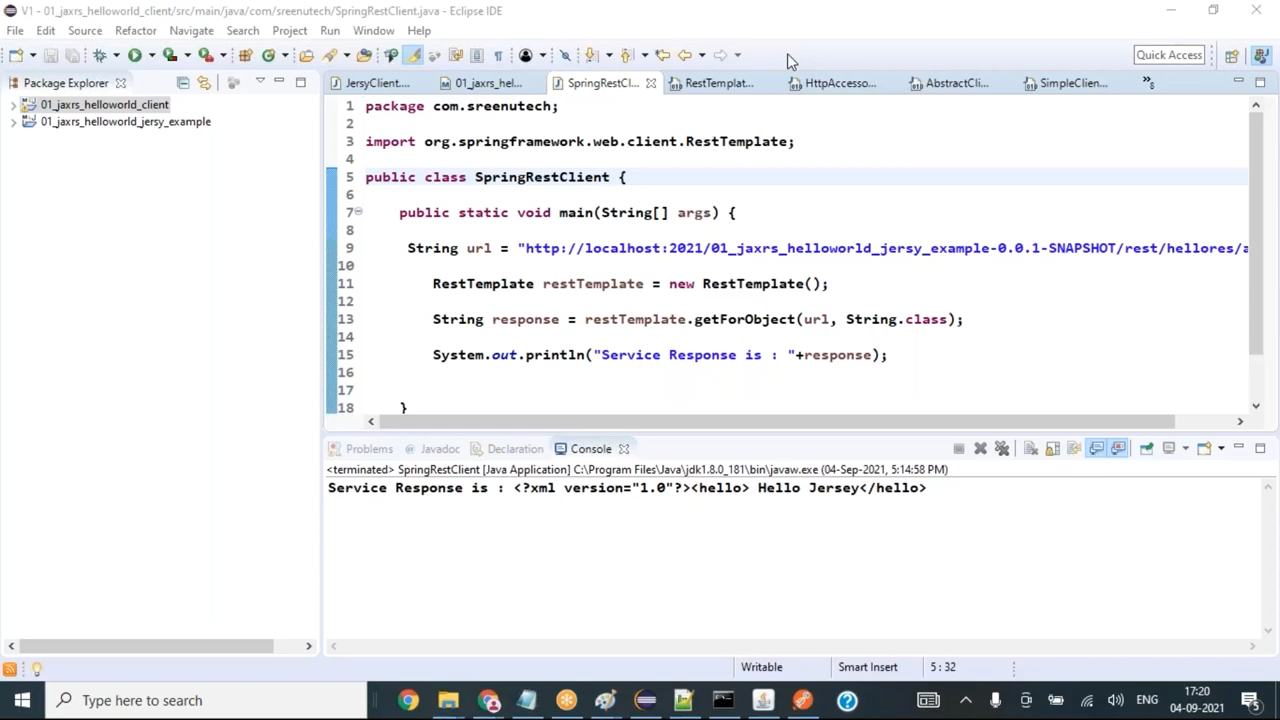 V1 - 01_jaxrs_helloworld_client/src/main/java/com/sreenutech/SpringRestClient.java - Eclipse IDE
File Edit Source Refactor Navigate Search Project Run Window Help
Quick Access
Package Explorer
JersyClient... 01_jaxrs_hel... SpringRestCl... RestTemplat... HttpAccesso... AbstractCli... SimpleClien... »5
01_jaxrs_helloworld_client
01_jaxrs_helloworld_jersy_example
1 package com.sreenutech;
2
3 import org.springframework.web.client.RestTemplate;
4
5 public class SpringRestClient {
6
7 public static void main(String[] args) {
8
9 String url = "http://localhost:2021/01_jaxrs_helloworld_jersy_example-0.0.1-SNAPSHOT/rest/hellores/a
10
11 RestTemplate restTemplate = new RestTemplate();
12
13 String response = restTemplate.getForObject(url, String.class);
14
15 System.out.println("Service Response is : "+response);
16
17
18 }
Problems Javadoc Declaration Console
<terminated> SpringRestClient [Java Application] C:\Program Files\Java\jdk1.8.0_181\bin\javaw.exe (04-Sep-2021, 5:14:58 PM)
Service Response is : <?xml version="1.0"?><hello> Hello Jersey</hello>
Writable Smart Insert 5 : 32
Type here to search
ENG
17:20
04-09-2021
5